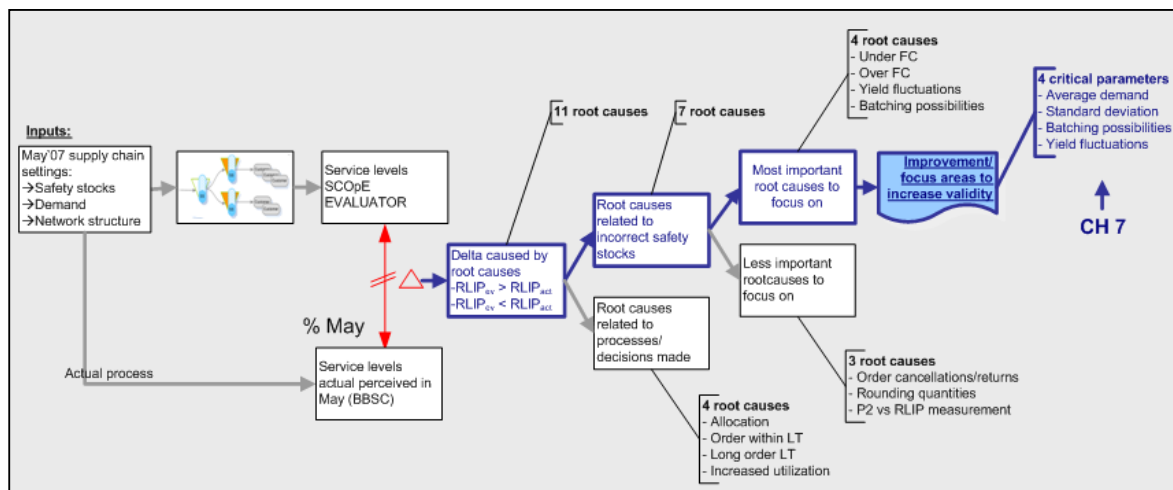 Inputs:
May'07 supply chain
settings:
→Safety stocks
→Demand
→Network structure
Service levels
SCOpE
EVALUATOR
Actual process
% May
Service levels
actual perceived in
May (BBSC)
11 root causes
Delta caused by
root causes
-RLIPev > RLIPact
-RLIPev < RLIPact
7 root causes
Root causes
related to
incorrect safety
stocks
Root causes
related to
processes/
decisions made
4 root causes
- Allocation
- Order within LT
- Long order LT
- Increased utilization
4 root causes
- Under FC
- Over FC
- Yield fluctuations
- Batching possibilities
Most important
root causes to
focus on
Less important
rootcauses to
focus on
3 root causes
- Order cancellations/returns
- Rounding quantities
- P2 vs RLIP measurement
Improvement/
focus areas to
increase validity
4 critical parameters
- Average demand
- Standard deviation
- Batching possibilities
- Yield fluctuations
CH 7